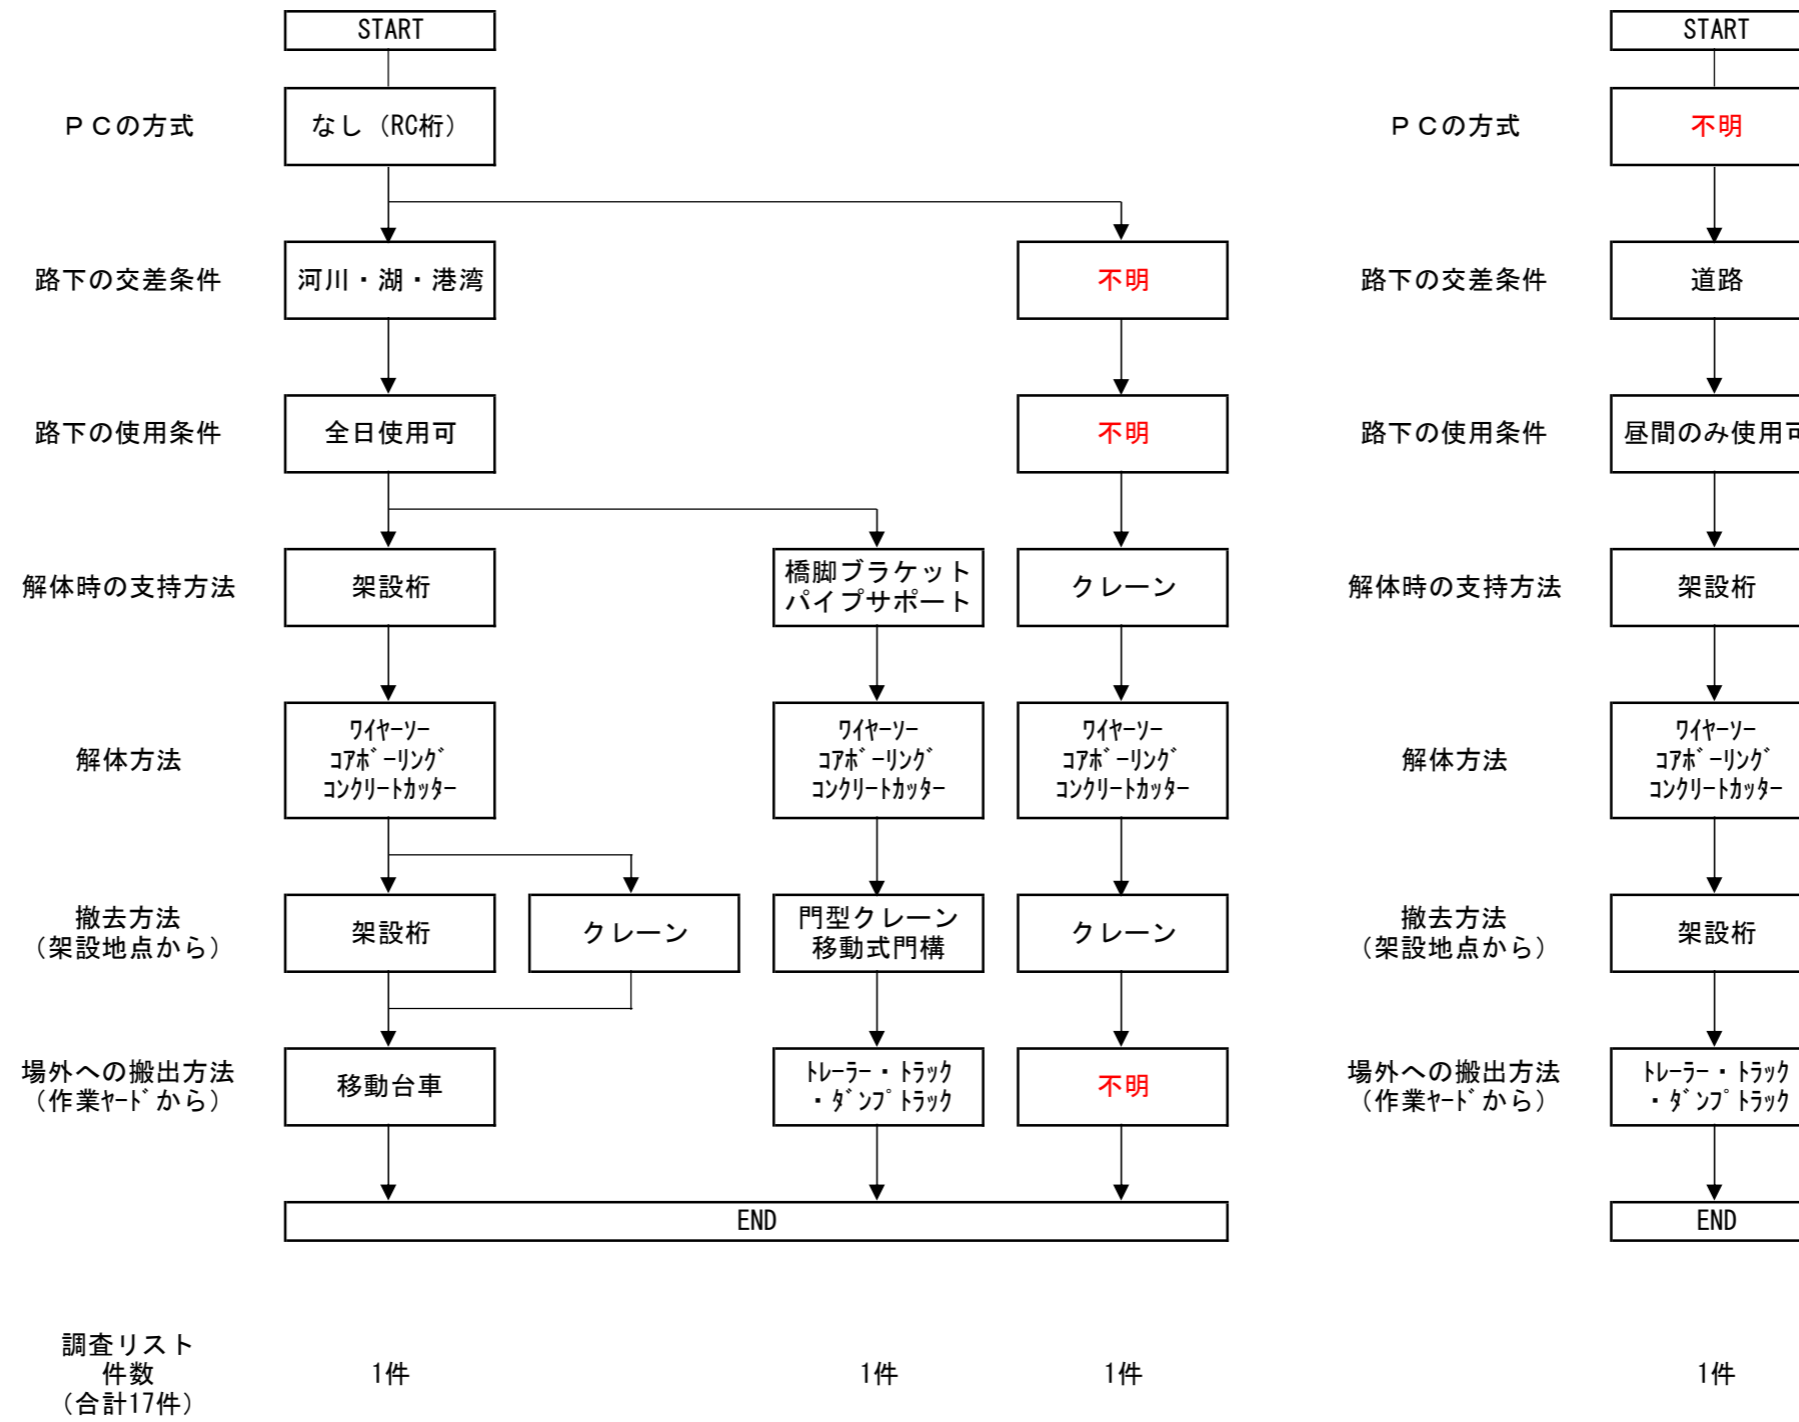 START
START
ＰＣの方式
なし（RC桁）
ＰＣの方式
不明
路下の交差条件
河川・湖・港湾
不明
路下の交差条件
道路
路下の使用条件
全日使用可
不明
路下の使用条件
昼間のみ使用可
解体時の支持方法
架設桁
橋脚ブラケット
パイプサポート
クレーン
解体時の支持方法
架設桁
解体方法
ﾜｲﾔｰｿｰ
ｺｱﾎﾞｰﾘﾝｸﾞ
ｺﾝｸﾘｰﾄｶｯﾀｰ
ﾜｲﾔｰｿｰ
ｺｱﾎﾞｰﾘﾝｸﾞ
ｺﾝｸﾘｰﾄｶｯﾀｰ
ﾜｲﾔｰｿｰ
ｺｱﾎﾞｰﾘﾝｸﾞ
ｺﾝｸﾘｰﾄｶｯﾀｰ
解体方法
ﾜｲﾔｰｿｰ
ｺｱﾎﾞｰﾘﾝｸﾞ
ｺﾝｸﾘｰﾄｶｯﾀｰ
撤去方法
（架設地点から）
架設桁
クレーン
門型クレーン
移動式門構
クレーン
撤去方法
（架設地点から）
架設桁
場外への搬出方法
（作業ﾔｰﾄﾞから）
移動台車
ﾄﾚｰﾗｰ・ﾄﾗｯｸ
・ﾀﾞﾝﾌﾟﾄﾗｯｸ
不明
場外への搬出方法
（作業ﾔｰﾄﾞから）
ﾄﾚｰﾗｰ・ﾄﾗｯｸ
・ﾀﾞﾝﾌﾟﾄﾗｯｸ
END
END
調査リスト
件数
（合計17件）
1件
1件
1件
1件